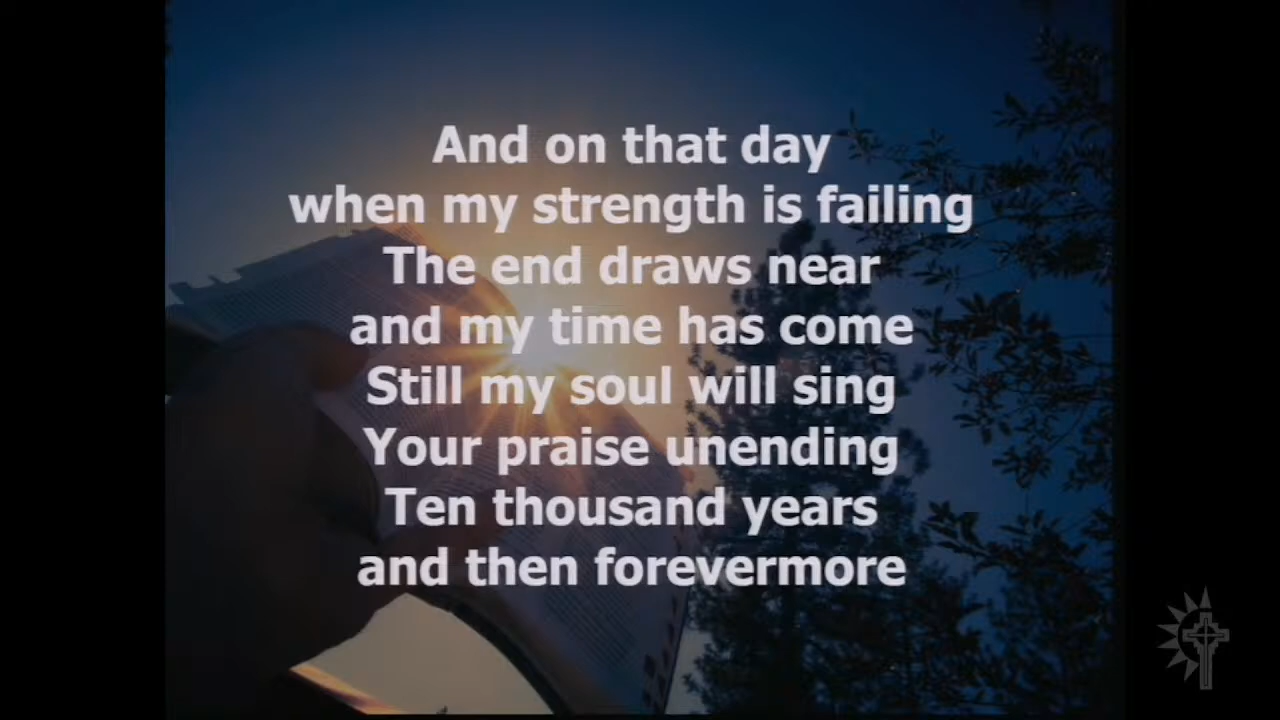 And on that day
when my strength is failing
The end draws near
and my time has come
Still my soul will sing
Your praise unending
Ten thousand years
and then forevermore